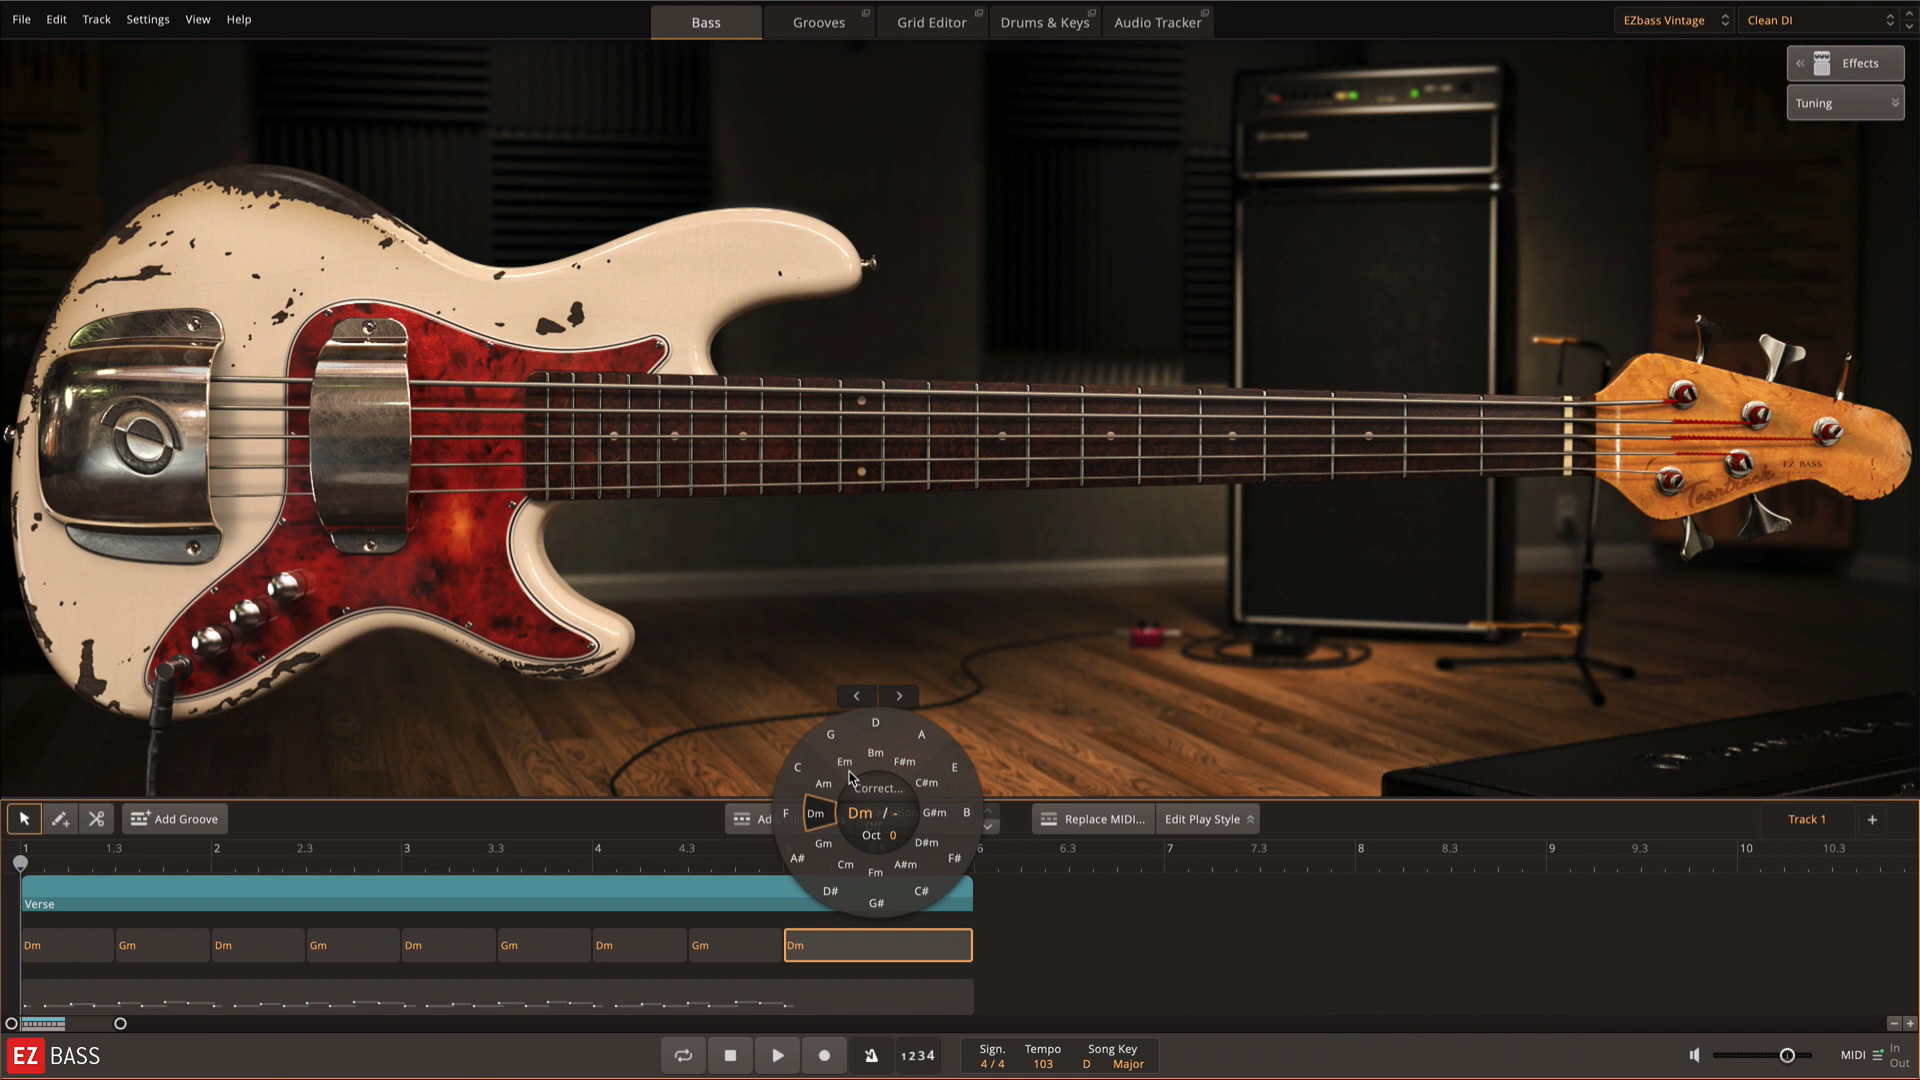 File Edit Track Settings View Help
Bass Grooves Grid Editor Drums & Keys Audio Tracker
EZbass Vintage Clean DI
Effects
Tuning
EZ BASS
Toontrack
D
G A
Bm
Em F#m
C E
Am C#m
Correct...
F Dm Dm / - G#m B
Oct 0
Gm D#m
A# F#
Cm A#m
Fm
D# C#
G#
Add Groove
Replace MIDI... Edit Play Style
Track 1
1 1.3 2 2.3 3 3.3 4 4.3 6 6.3 7 7.3 8 8.3 9 9.3 10 10.3
Verse
Dm Gm Dm Gm Dm Gm Dm Gm Dm
EZ BASS
1234
Sign. Tempo Song Key
4 / 4 103 D Major
MIDI In
Out